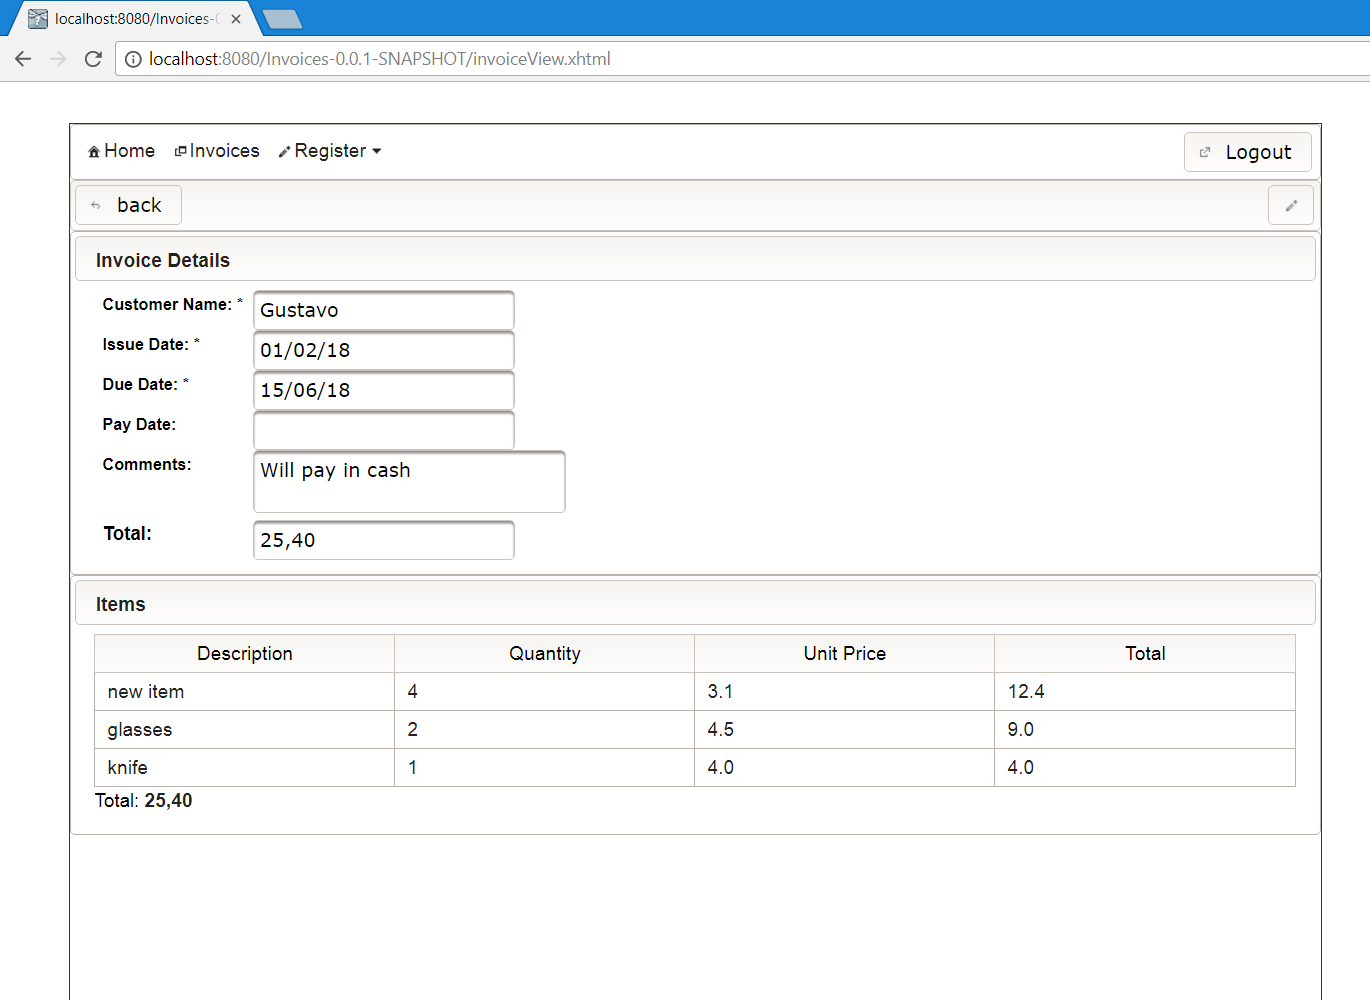 localhost:8080/Invoices-
localhost:8080/Invoices-0.0.1-SNAPSHOT/invoiceView.xhtml
Home Invoices Register Logout
back
Invoice Details
Customer Name: * Gustavo
Issue Date: * 01/02/18
Due Date: * 15/06/18
Pay Date:
Comments: Will pay in cash
Total: 25,40
Items
Description Quantity Unit Price Total
new item 4 3.1 12.4
glasses 2 4.5 9.0
knife 1 4.0 4.0
Total: 25,40